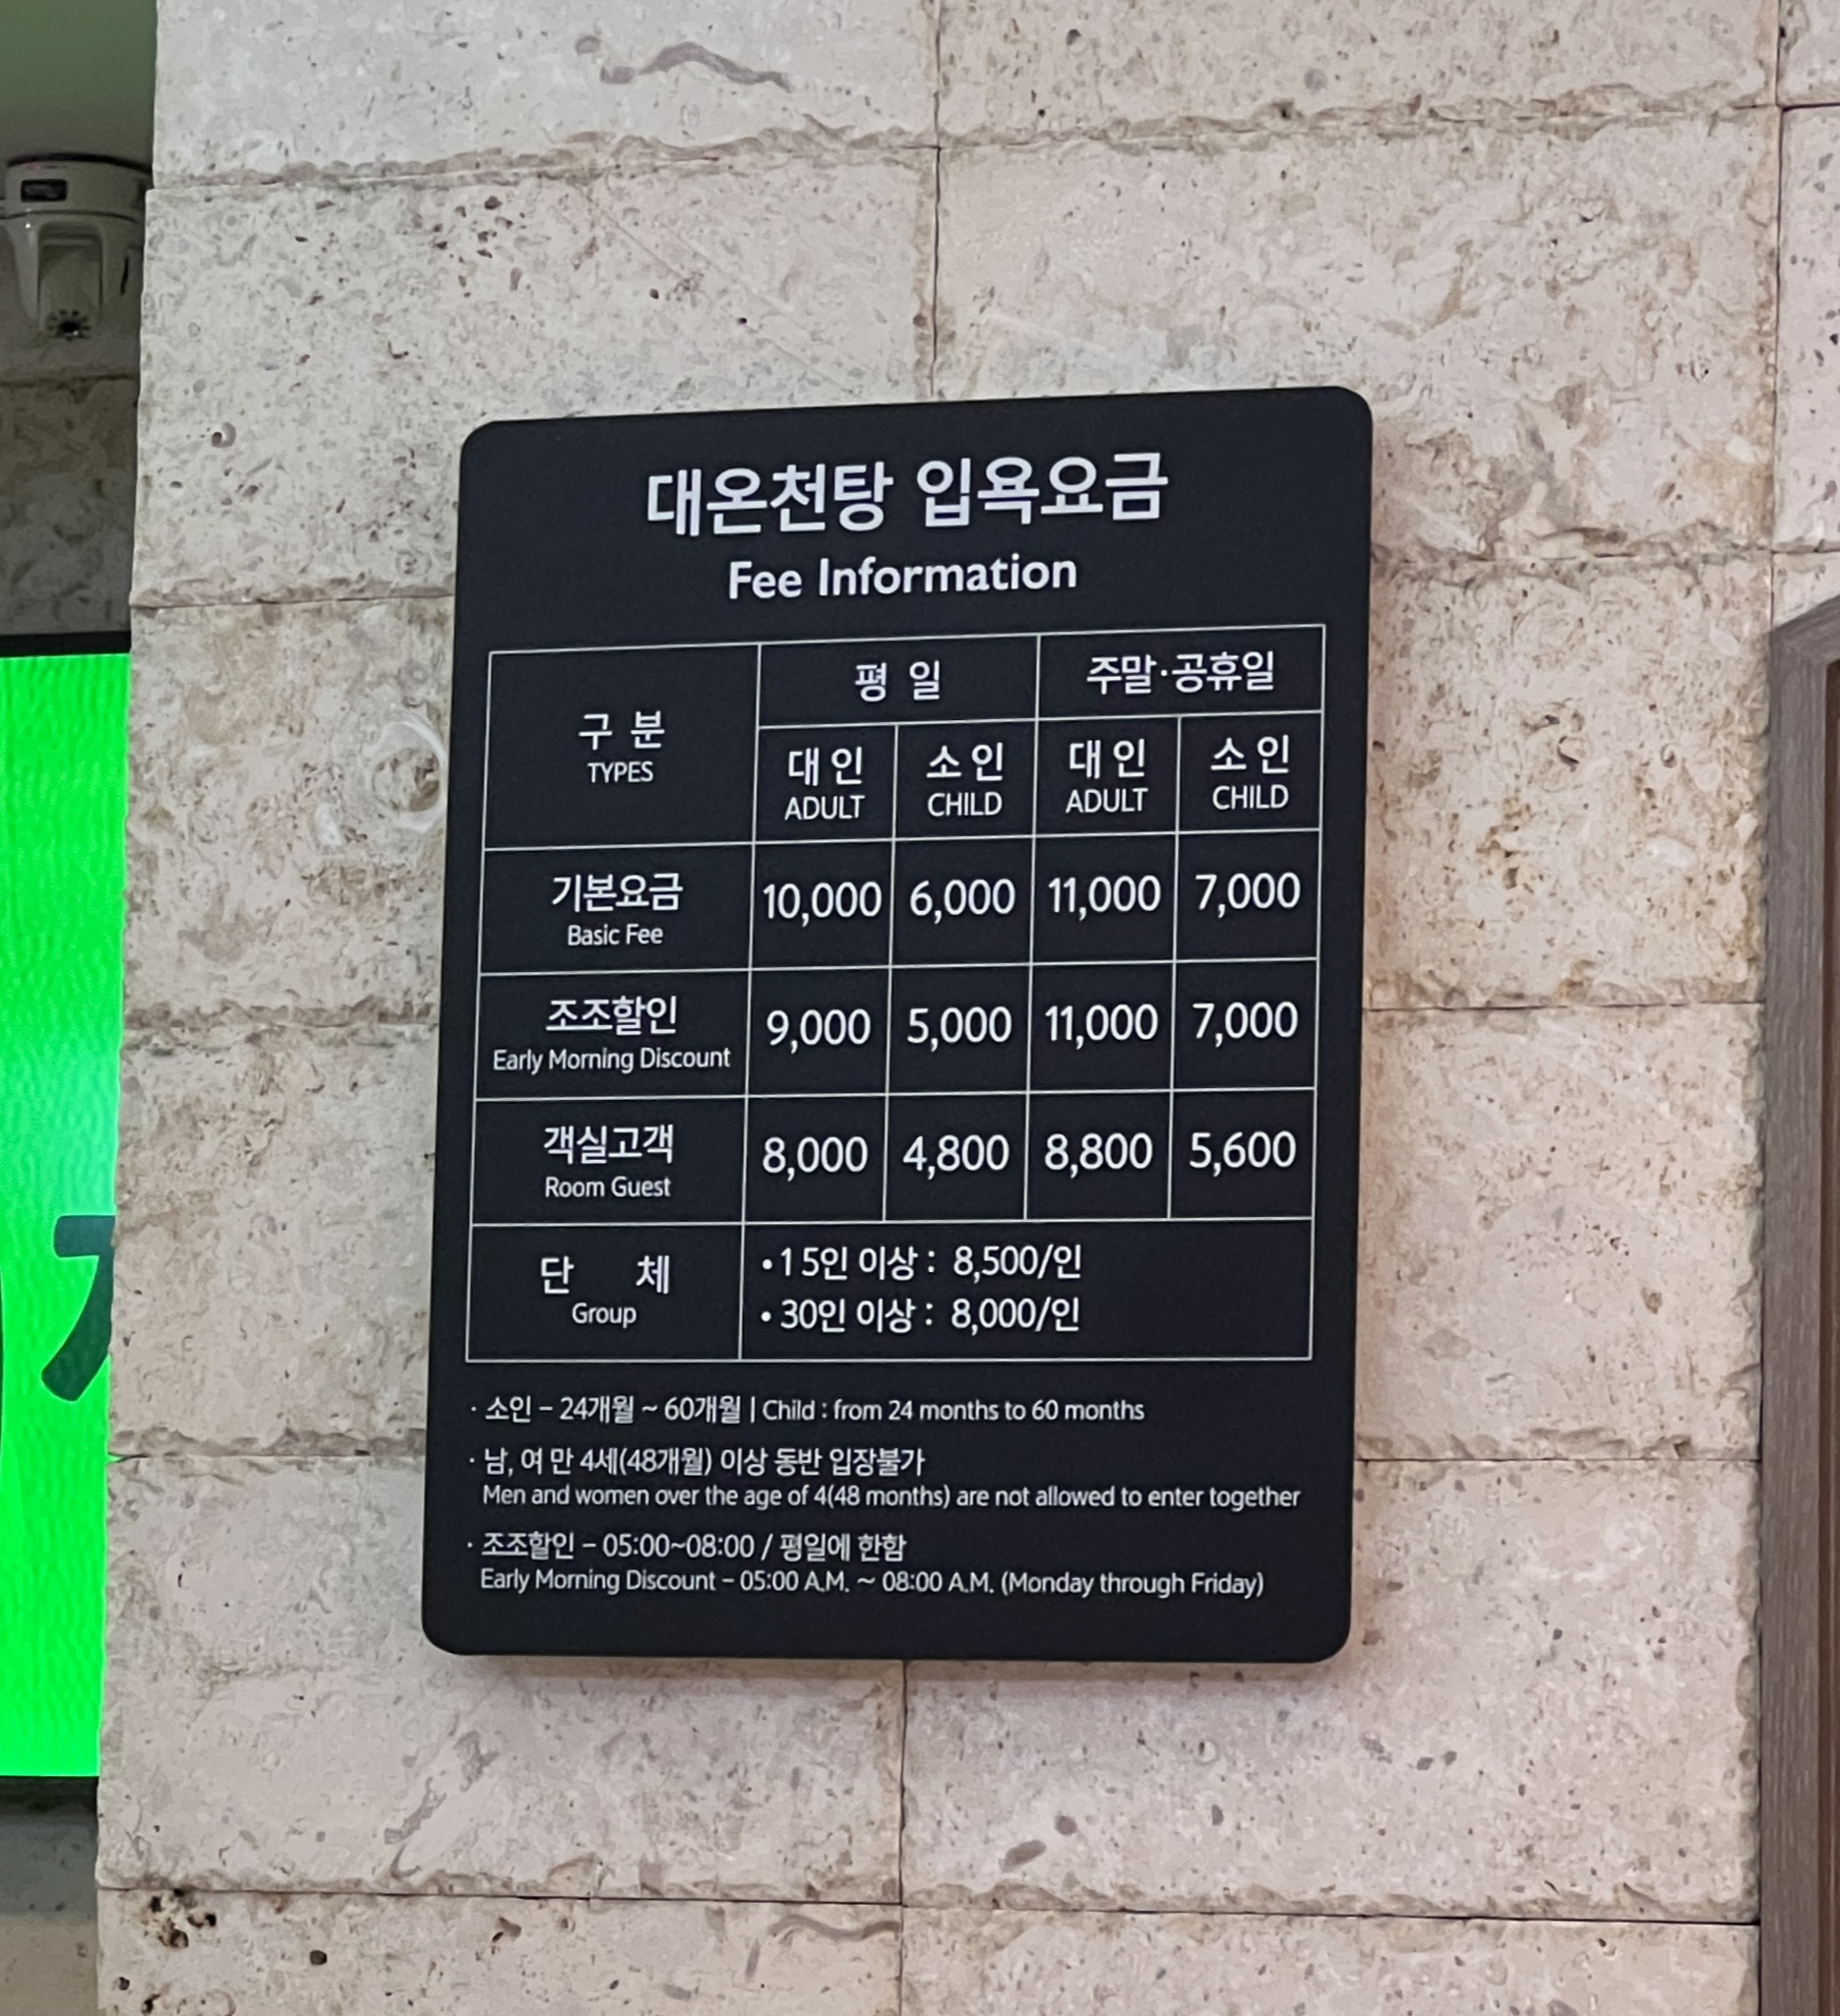 대온천탕 입욕요금
Fee Information
구 분
TYPES
평 일
주말·공휴일
대 인
ADULT
소 인
CHILD
대 인
ADULT
소 인
CHILD
기본요금
Basic Fee
10,000 6,000 11,000 7,000
조조할인
Early Morning Discount
9,000 5,000 11,000 7,000
객실고객
Room Guest
8,000 4,800 8,800 5,600
단 체
Group
• 1 5인 이상 : 8,500/인
• 30인 이상 : 8,000/인
· 소인 – 24개월 ~ 60개월 | Child : from 24 months to 60 months
· 남, 여 만 4세(48개월) 이상 동반 입장불가
Men and women over the age of 4(48 months) are not allowed to enter together
· 조조할인 – 05:00~08:00 / 평일에 한함
Early Morning Discount – 05:00 A.M. ~ 08:00 A.M. (Monday through Friday)